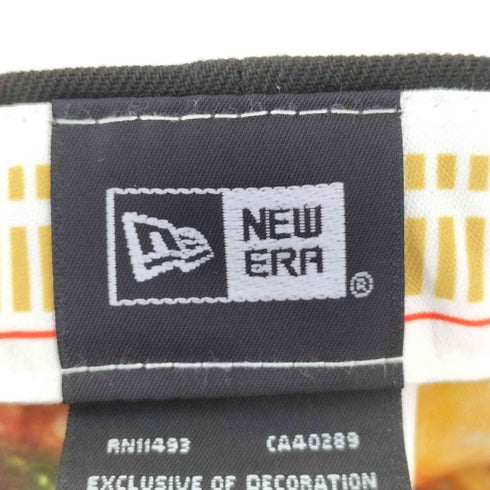 NEW
ERA®
RN11493 CA40289
EXCLUSIVE OF DECORATION